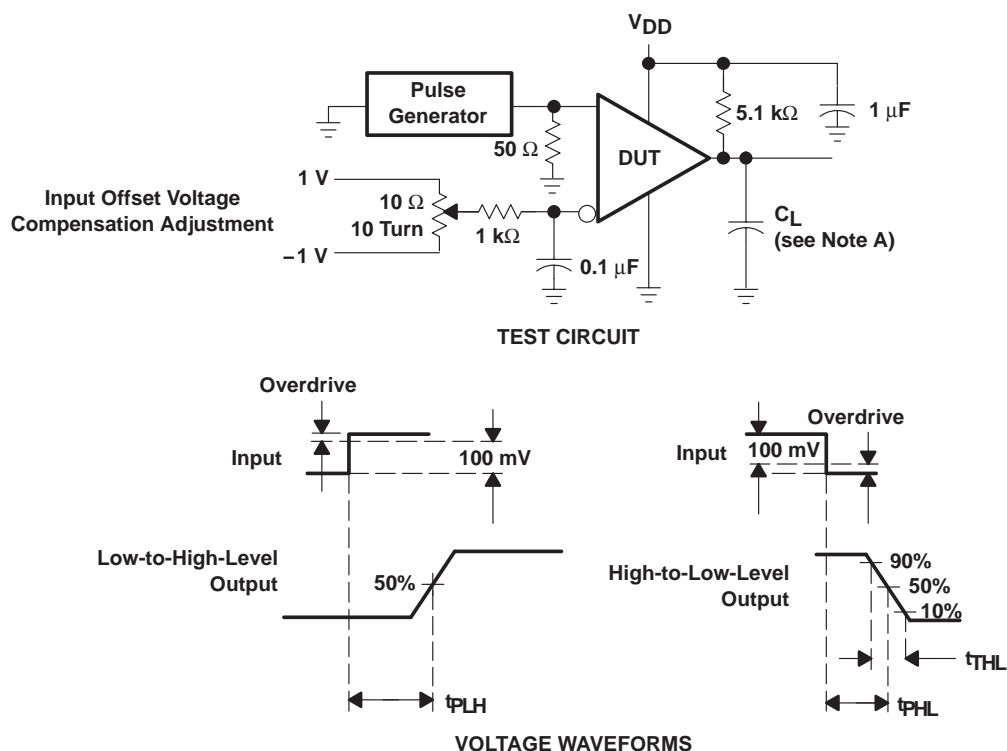 VDD
Pulse
Generator
5.1 kΩ
1 μF
50 Ω
DUT
1 V
Input Offset Voltage
Compensation Adjustment
10 Ω
10 Turn
1 kΩ
CL
(see Note A)
−1 V
0.1 μF
TEST CIRCUIT
Overdrive
Input
100 mV
Low-to-High-Level
Output
50%
tPLH
Overdrive
Input
100 mV
High-to-Low-Level
Output
90%
50%
10%
tTHL
tPHL
VOLTAGE WAVEFORMS